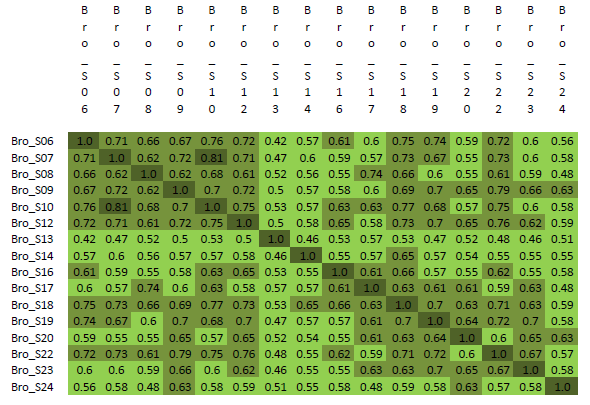 Bro_S06 Bro_S07 Bro_S08 Bro_S09 Bro_S10 Bro_S12 Bro_S13 Bro_S14 Bro_S16 Bro_S17 Bro_S18 Bro_S19 Bro_S20 Bro_S22 Bro_S23 Bro_S24
Bro_S06 1.0 0.71 0.66 0.67 0.76 0.72 0.42 0.57 0.61 0.6 0.75 0.74 0.59 0.72 0.6 0.56
Bro_S07 0.71 1.0 0.62 0.72 0.81 0.71 0.47 0.6 0.59 0.57 0.73 0.67 0.55 0.73 0.6 0.58
Bro_S08 0.66 0.62 1.0 0.62 0.68 0.61 0.52 0.56 0.55 0.74 0.66 0.6 0.55 0.61 0.59 0.48
Bro_S09 0.67 0.72 0.62 1.0 0.7 0.72 0.5 0.57 0.58 0.6 0.69 0.7 0.65 0.79 0.66 0.63
Bro_S10 0.76 0.81 0.68 0.7 1.0 0.75 0.53 0.57 0.63 0.63 0.77 0.68 0.57 0.75 0.6 0.58
Bro_S12 0.72 0.71 0.61 0.72 0.75 1.0 0.5 0.58 0.65 0.58 0.73 0.7 0.65 0.76 0.62 0.59
Bro_S13 0.42 0.47 0.52 0.5 0.53 0.5 1.0 0.46 0.53 0.57 0.53 0.47 0.52 0.48 0.46 0.51
Bro_S14 0.57 0.6 0.56 0.57 0.57 0.58 0.46 1.0 0.55 0.57 0.65 0.57 0.54 0.55 0.55 0.55
Bro_S16 0.61 0.59 0.55 0.58 0.63 0.65 0.53 0.55 1.0 0.61 0.66 0.57 0.55 0.62 0.55 0.58
Bro_S17 0.6 0.57 0.74 0.6 0.63 0.58 0.57 0.57 0.61 1.0 0.63 0.61 0.61 0.59 0.63 0.48
Bro_S18 0.75 0.73 0.66 0.69 0.77 0.73 0.53 0.65 0.66 0.63 1.0 0.7 0.63 0.71 0.63 0.59
Bro_S19 0.74 0.67 0.6 0.7 0.68 0.7 0.47 0.57 0.57 0.61 0.7 1.0 0.64 0.72 0.7 0.58
Bro_S20 0.59 0.55 0.55 0.65 0.57 0.65 0.52 0.54 0.55 0.61 0.63 0.64 1.0 0.6 0.65 0.63
Bro_S22 0.72 0.73 0.61 0.79 0.75 0.76 0.48 0.55 0.62 0.59 0.71 0.72 0.6 1.0 0.67 0.57
Bro_S23 0.6 0.6 0.59 0.66 0.6 0.62 0.46 0.55 0.55 0.63 0.63 0.7 0.65 0.67 1.0 0.58
Bro_S24 0.56 0.58 0.48 0.63 0.58 0.59 0.51 0.55 0.58 0.48 0.59 0.58 0.63 0.57 0.58 1.0